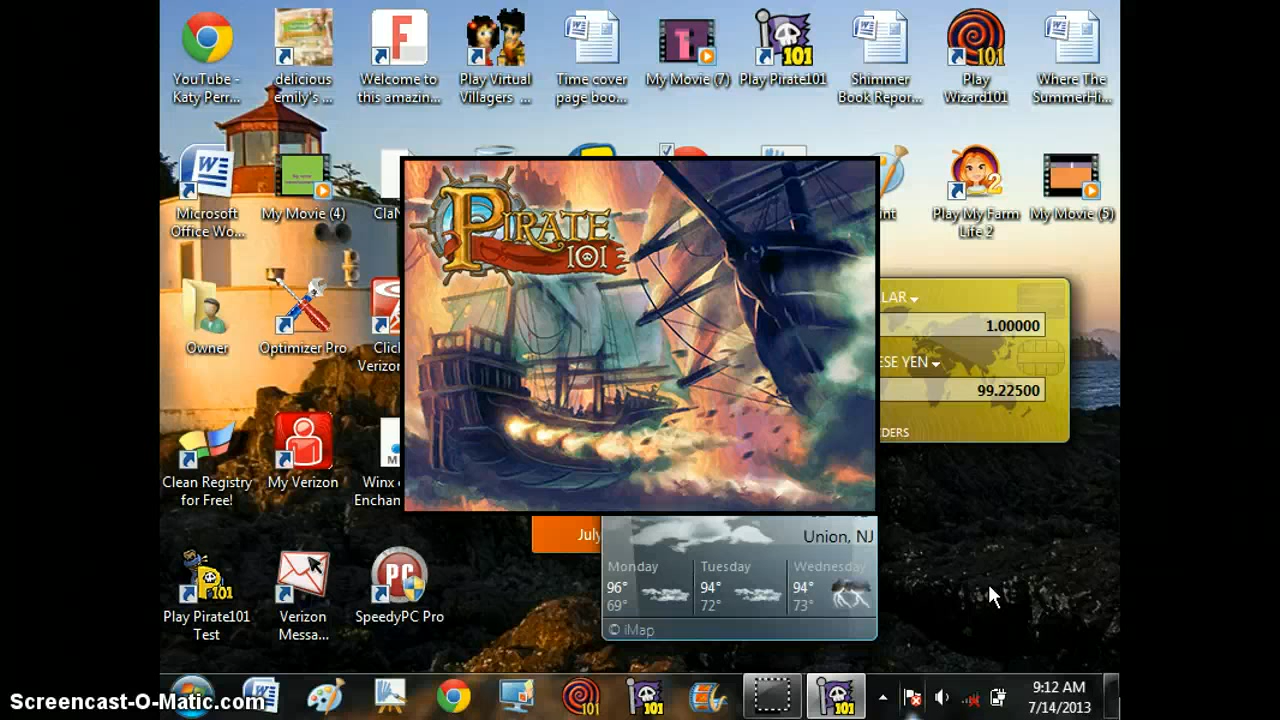 YouTube -
Katy Perr...
delicious
emily's ...
Welcome to
this amazin...
Play Virtual
Villagers ...
Time cover
page boo...
My Movie (7)
Play Pirate101
Shimmer
Book Repor...
Play
Wizard101
Where The
SummerHi...
Microsoft
Office Wo...
My Movie (4)
Play My Farm
Life 2
My Movie (5)
PIRATE
101
Owner
Optimizer Pro
Verizon
LAR
1.00000
ESE YEN
99.22500
DERS
Clean Registry
for Free!
My Verizon
Winx
Enchan
July
Union, NJ
Monday
Tuesday
Wednesday
96°
94°
94°
69°
72°
73°
© iMap
Play Pirate101
Test
Verizon
Messa...
SpeedyPC Pro
9:12 AM
7/14/2013
Screencast-O-Matic.com